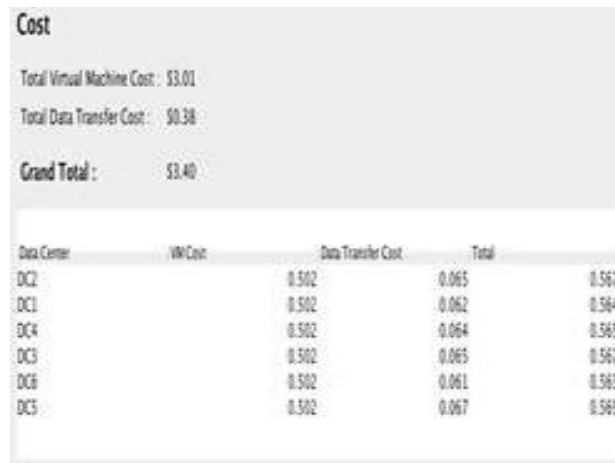 Cost
Total Virtual Machine Cost : $3.01
Total Data Transfer Cost : $0.38
Grand Total : $3.40
Data Center VM Cost Data Transfer Cost Total
DC2 0.502 0.065
DC1 0.502 0.062
DC4 0.502 0.064
DC3 0.502 0.065
DC6 0.502 0.061
DC5 0.502 0.067